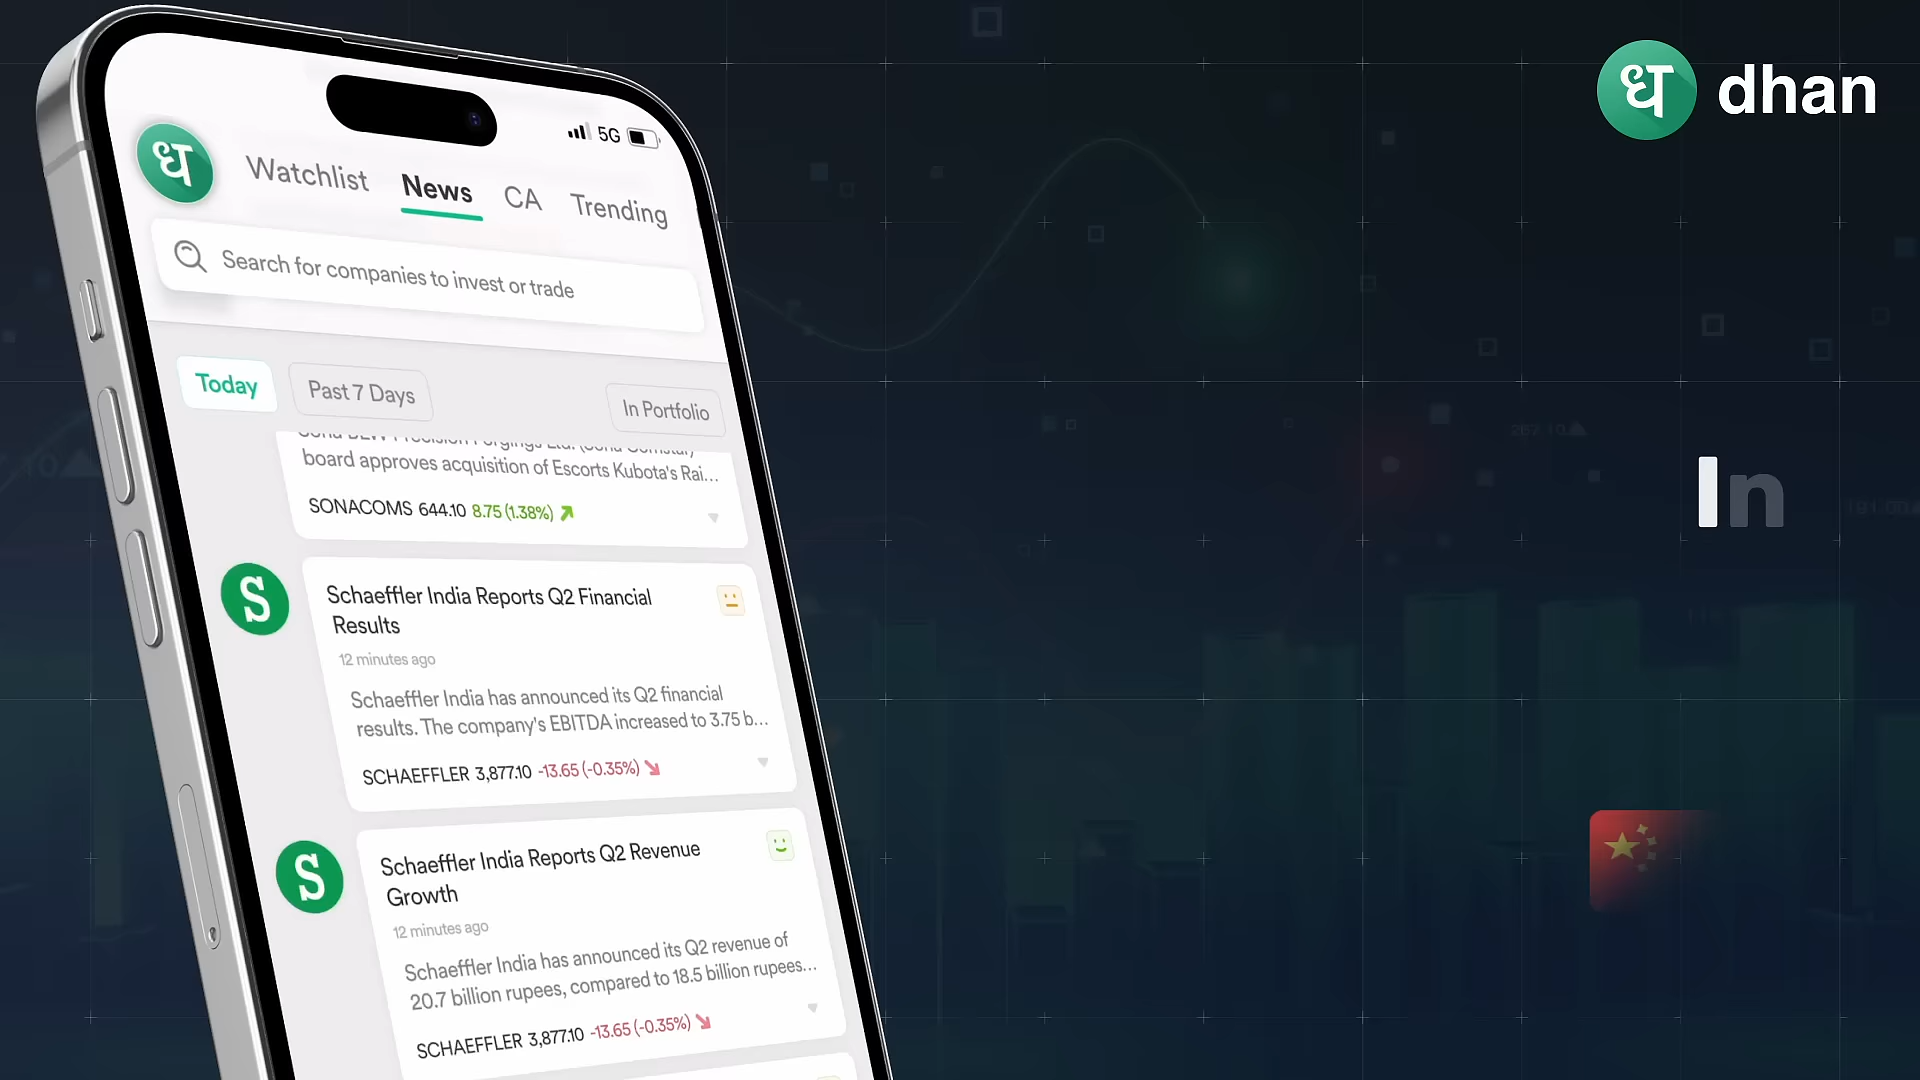 ध dhan
5G
ध Watchlist News CA Trending
Search for companies to invest or trade
Today Past 7 Days In Portfolio
board approves acquisition of Escorts Kubota's Rai...
SONACOMS 644.10 8.75 (1.38%)
S
Schaeffler India Reports Q2 Financial
Results
12 minutes ago
Schaeffler India has announced its Q2 financial
results. The company's EBITDA increased to 3.75 b...
SCHAEFFLER 3,877.10 -13.65 (-0.35%)
S
Schaeffler India Reports Q2 Revenue
Growth
12 minutes ago
Schaeffler India has announced its Q2 revenue of
20.7 billion rupees, compared to 18.5 billion rupees...
SCHAEFFLER 3,877.10 -13.65 (-0.35%)
In